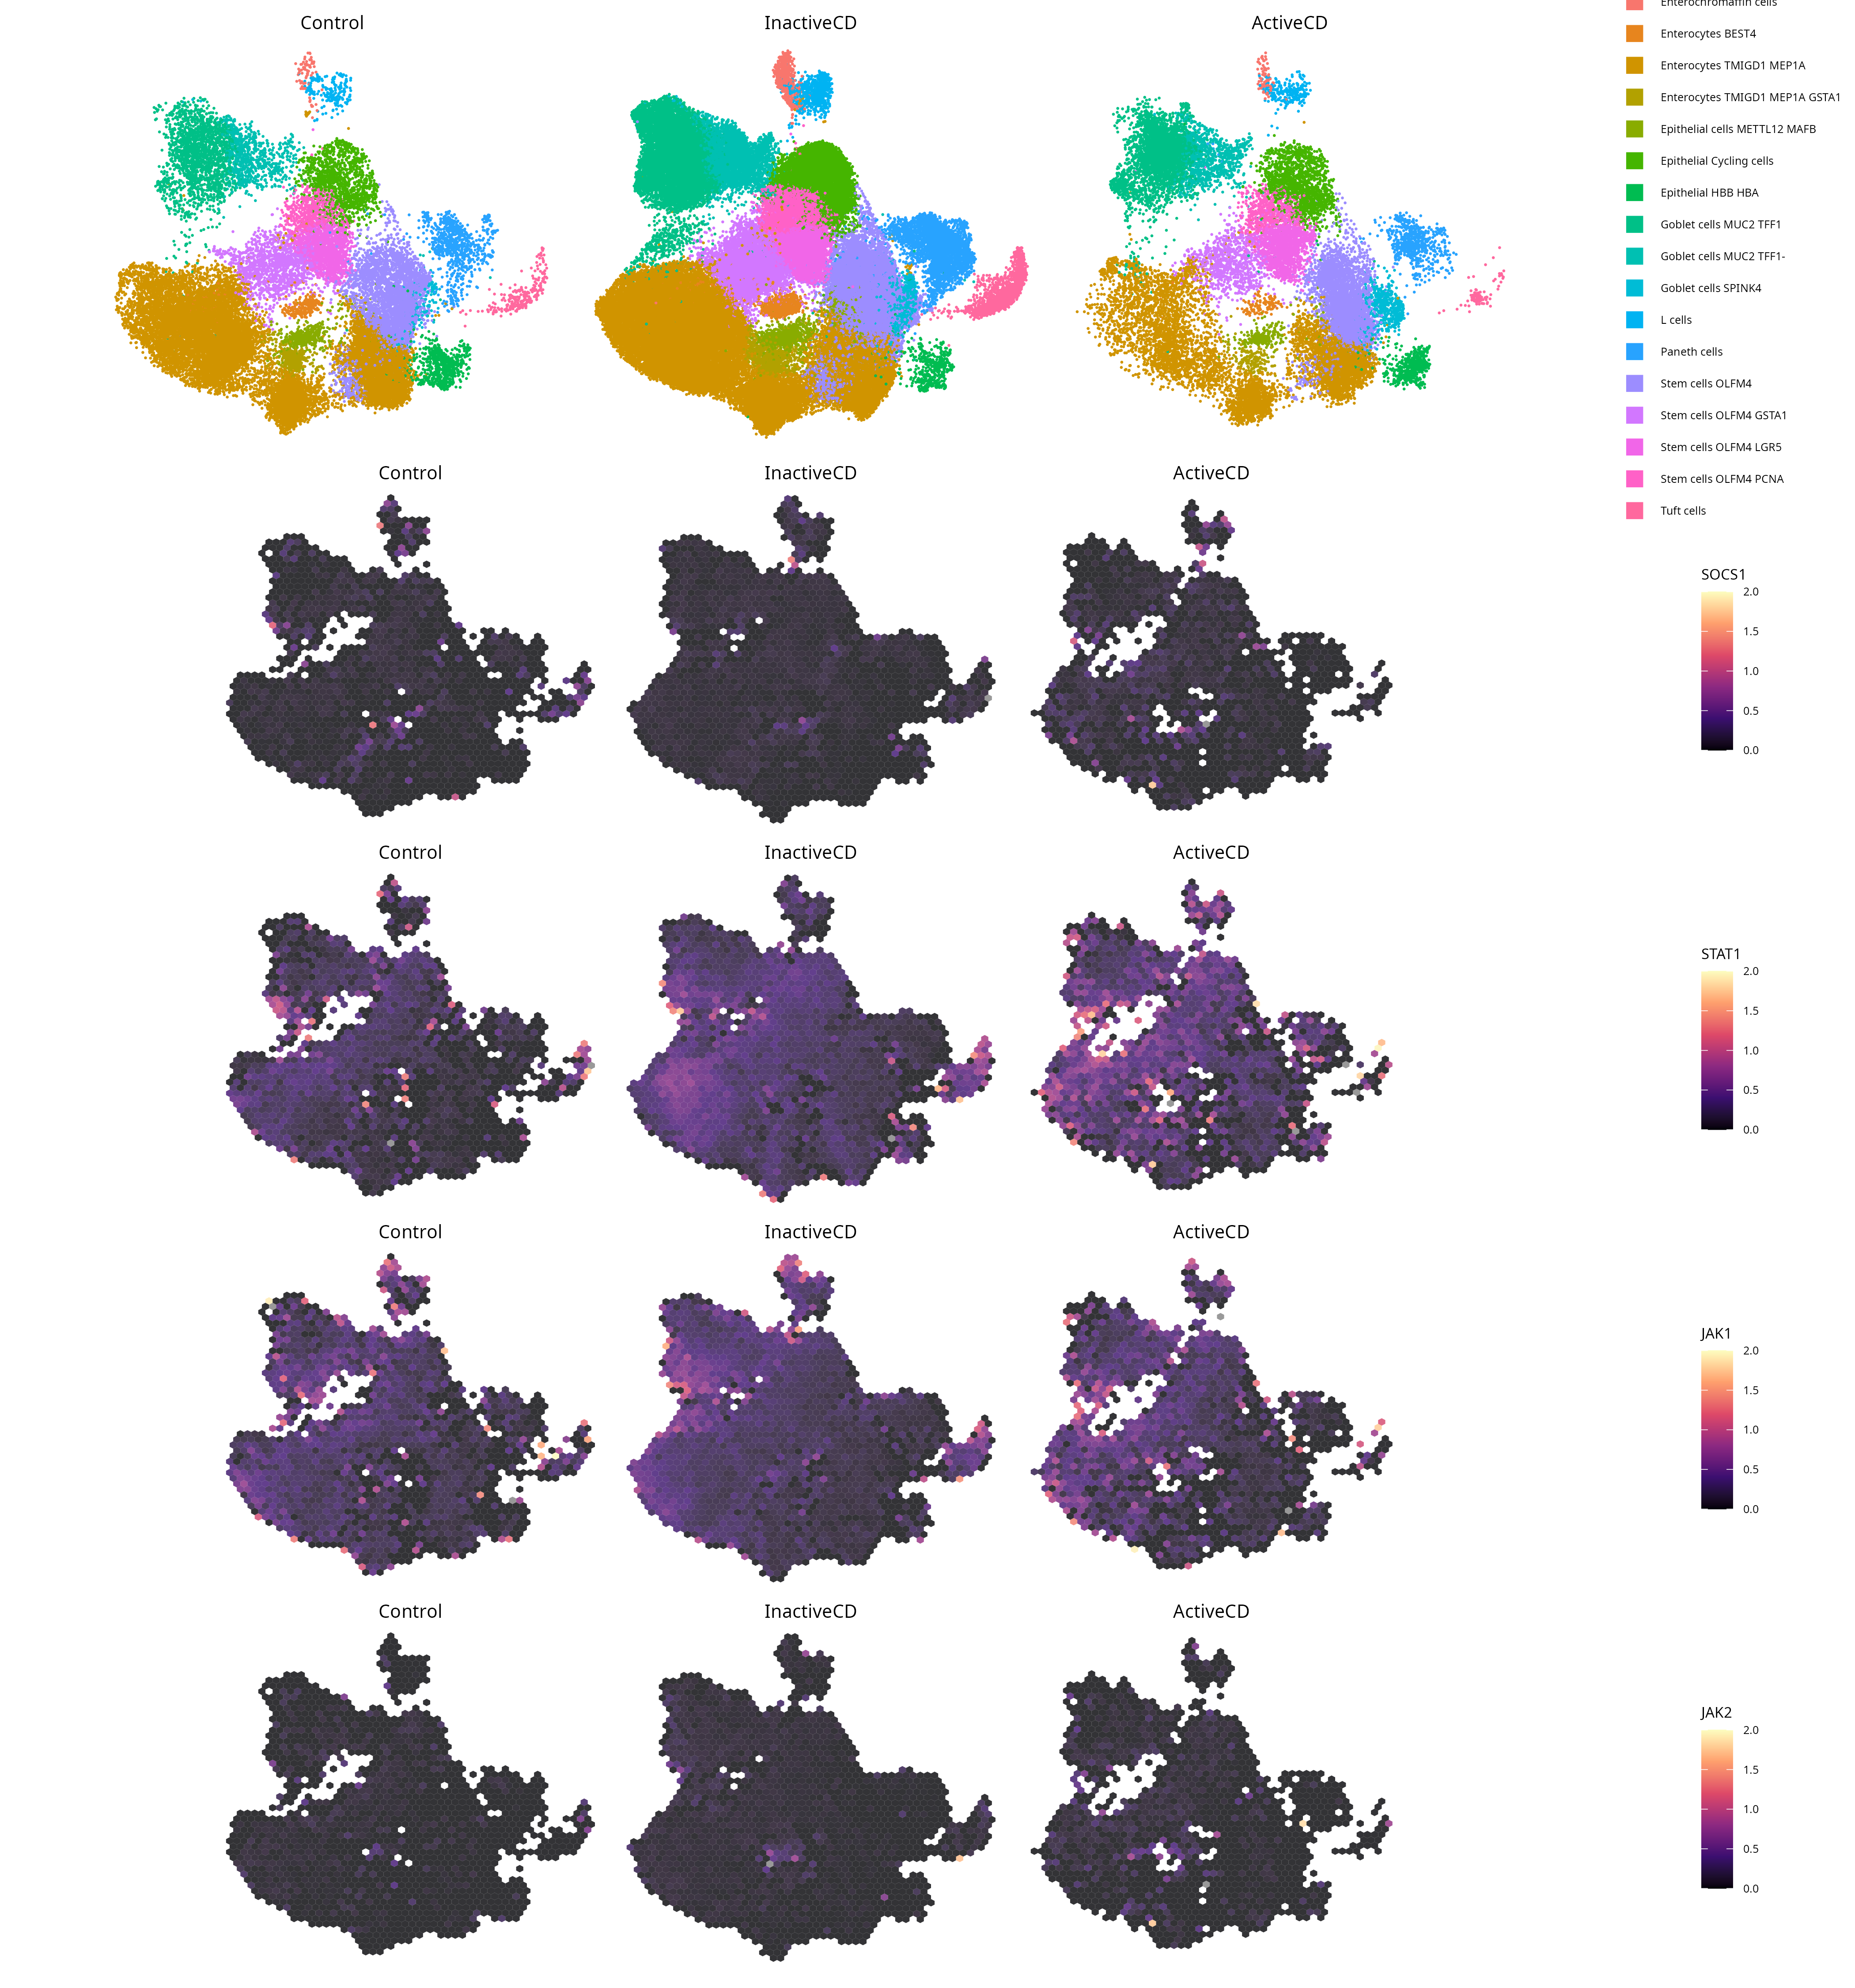 Control
InactiveCD
ActiveCD
Enterochromaffin cells
Enterocytes BEST4
Enterocytes TMIGD1 MEP1A
Enterocytes TMIGD1 MEP1A GSTA1
Epithelial cells METTL12 MAFB
Epithelial Cycling cells
Epithelial HBB HBA
Goblet cells MUC2 TFF1
Goblet cells MUC2 TFF1-
Goblet cells SPINK4
L cells
Paneth cells
Stem cells OLFM4
Stem cells OLFM4 GSTA1
Stem cells OLFM4 LGR5
Stem cells OLFM4 PCNA
Tuft cells
Control
InactiveCD
ActiveCD
SOCS1
2.0
1.5
1.0
0.5
0.0
Control
InactiveCD
ActiveCD
STAT1
2.0
1.5
1.0
0.5
0.0
Control
InactiveCD
ActiveCD
JAK1
2.0
1.5
1.0
0.5
0.0
Control
InactiveCD
ActiveCD
JAK2
2.0
1.5
1.0
0.5
0.0